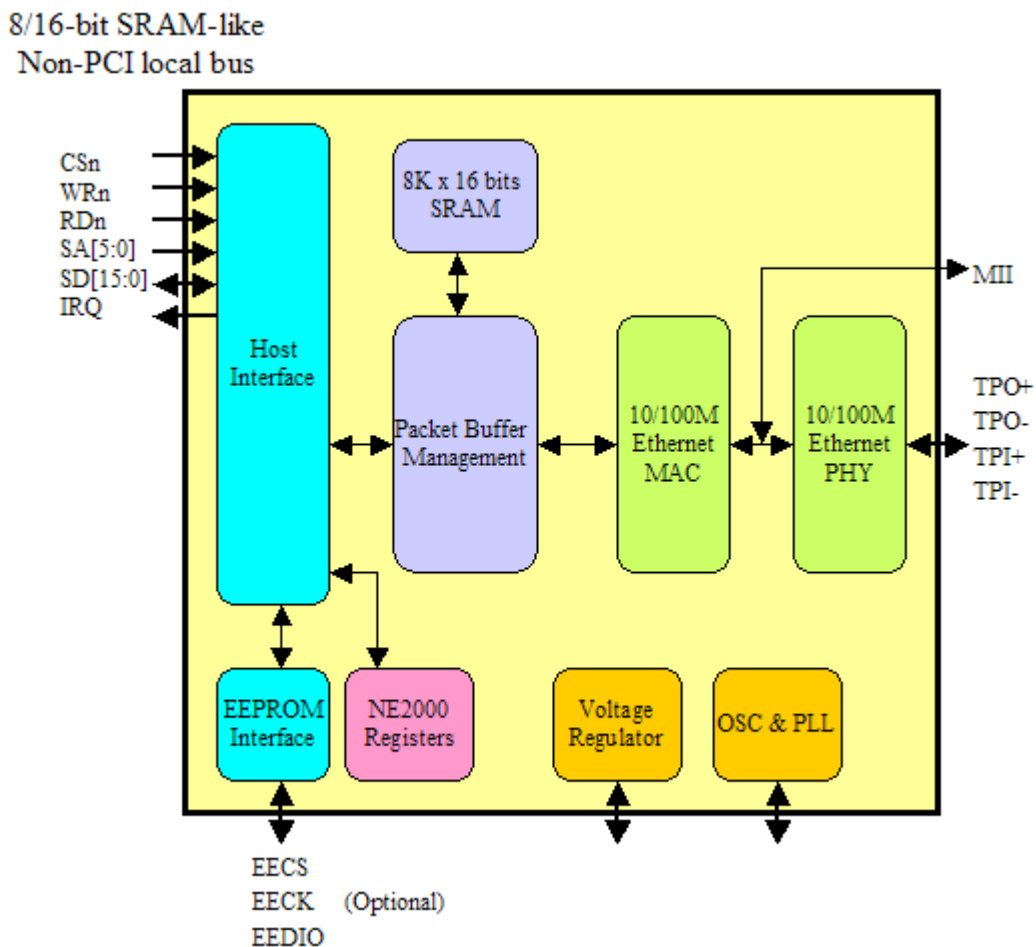 8/16-bit SRAM-like
Non-PCI local bus
CSn
WRn
RDn
SA[5:0]
SD[15:0]
IRQ
Host
Interface
8K x 16 bits
SRAM
Packet Buffer
Management
10/100M
Ethernet
MAC
10/100M
Ethernet
PHY
MII
TPO+
TPO-
TPI+
TPI-
EEPROM
Interface
NE2000
Registers
Voltage
Regulator
OSC & PLL
EECS
EECK (Optional)
EEDIO